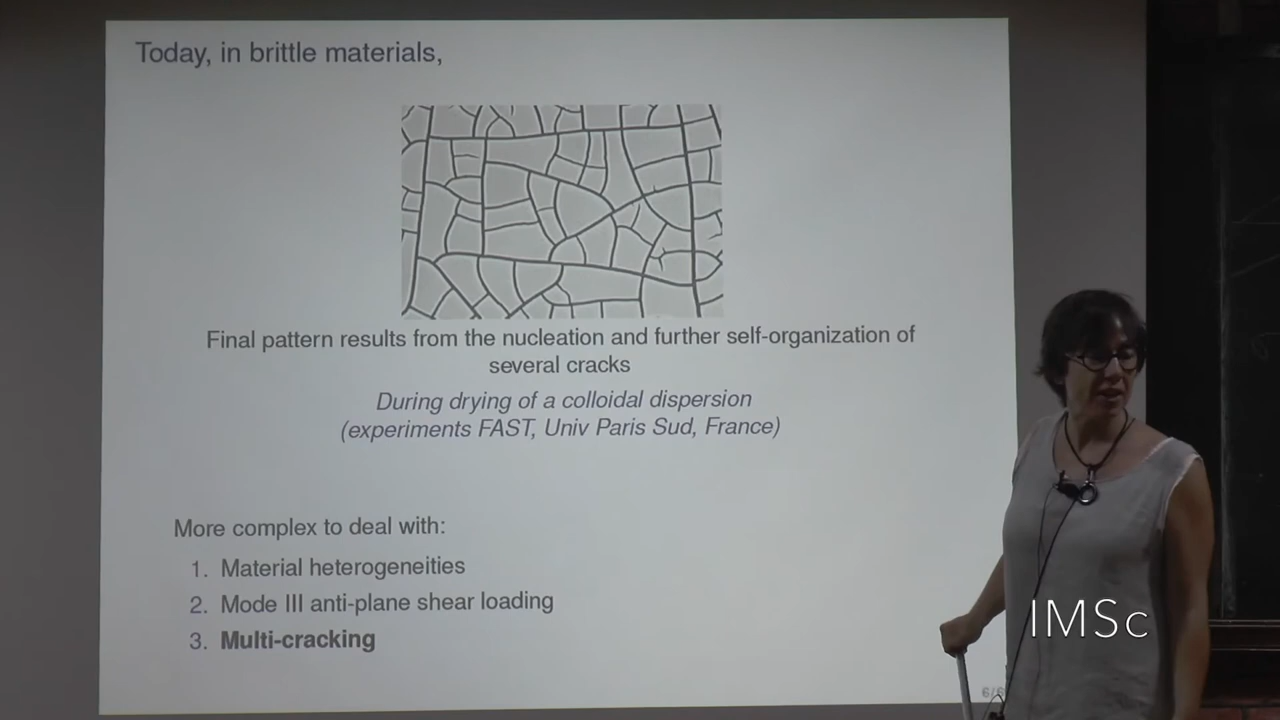 Today, in brittle materials,
Final pattern results from the nucleation and further self-organization of
several cracks
During drying of a colloidal dispersion
(experiments FAST, Univ Paris Sud, France)
More complex to deal with:
1. Material heterogeneities
2. Mode III anti-plane shear loading
3. Multi-cracking
IMSc